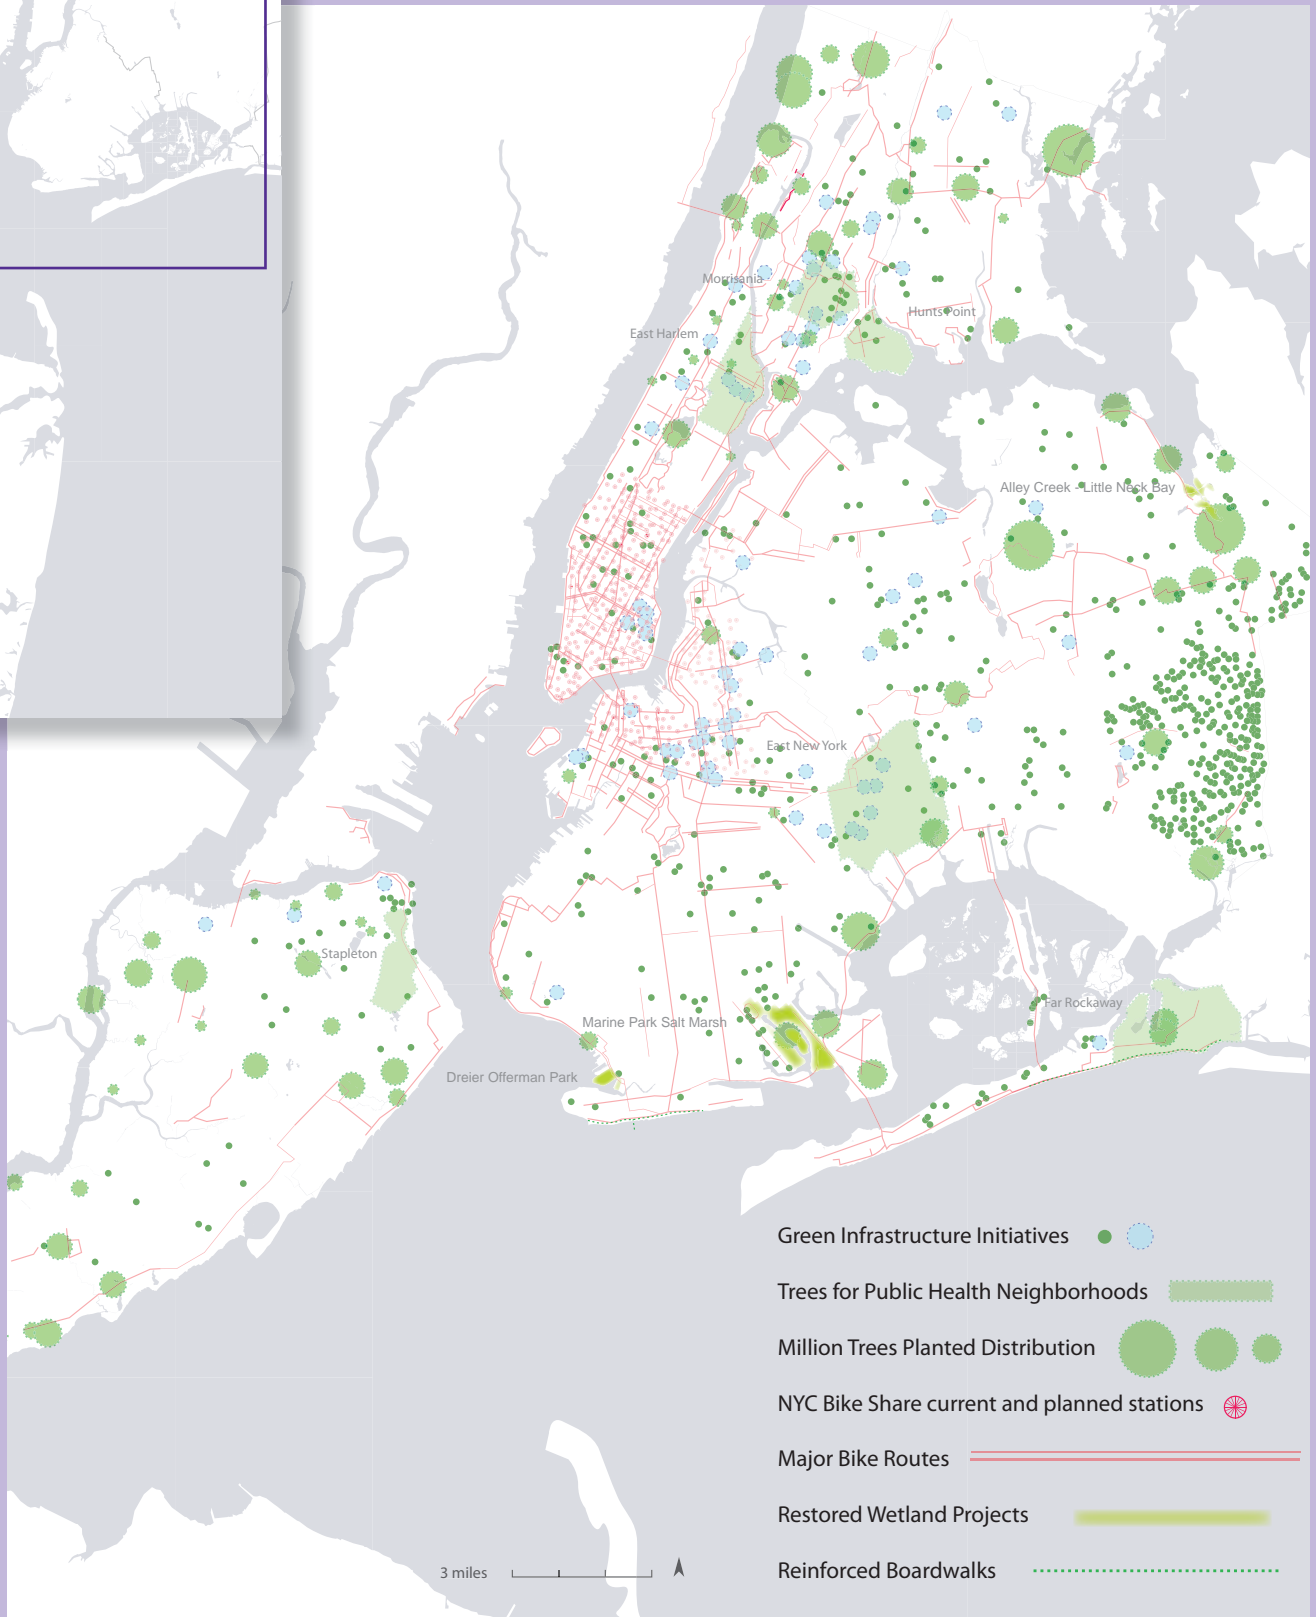 Morrisania
Hunts Point
East Harlem
Alley Creek - Little Neck Bay
East New York
Stapleton
Far Rockaway
Marine Park Salt Marsh
Dreier Offerman Park
Green Infrastructure Initiatives
Trees for Public Health Neighborhoods
Million Trees Planted Distribution
NYC Bike Share current and planned stations
Major Bike Routes
Restored Wetland Projects
Reinforced Boardwalks
3 miles